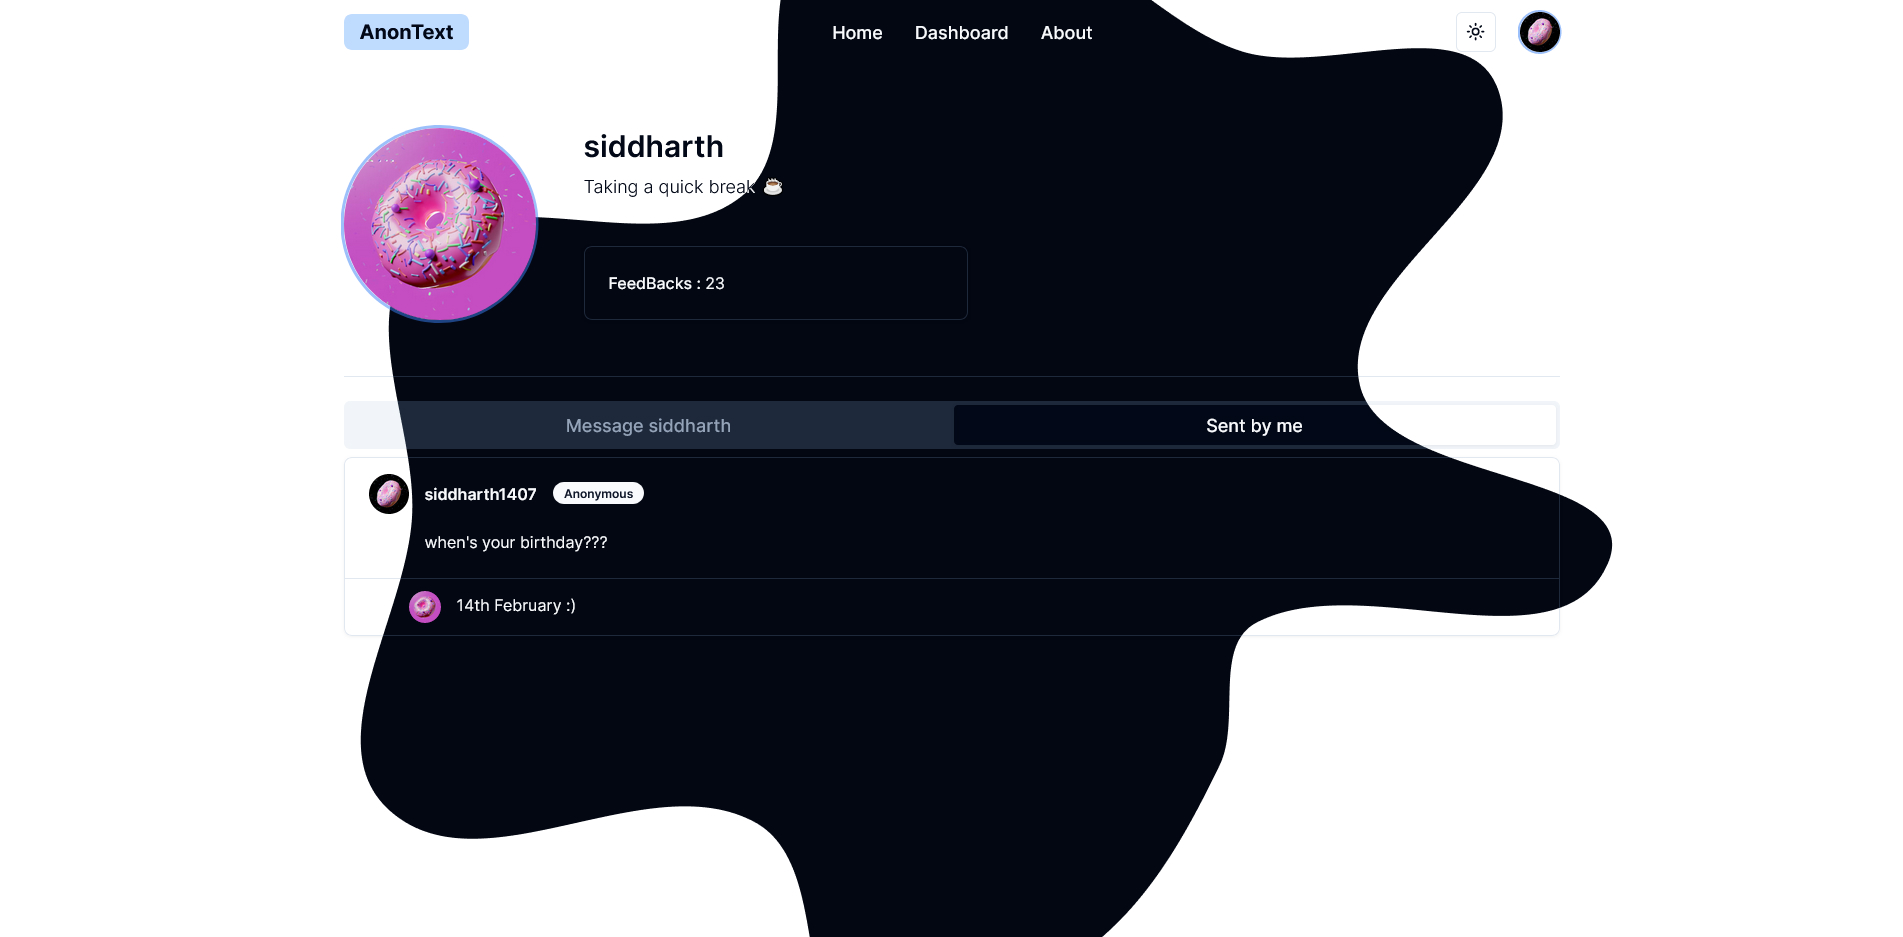 AnonText
Home Dashboard About
siddharth
Taking a quick break ☕
FeedBacks : 23
Message siddharth
Sent by me
siddharth1407 Anonymous
when's your birthday???
14th February :)